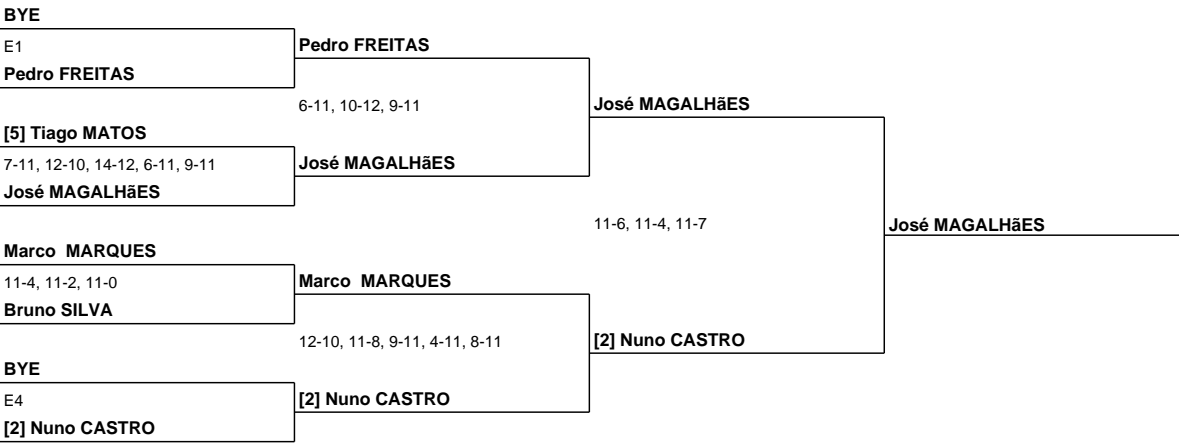 BYE
E1
Pedro FREITAS
Pedro FREITAS
6-11, 10-12, 9-11
José MAGALHãES
[5] Tiago MATOS
7-11, 12-10, 14-12, 6-11, 9-11
José MAGALHãES
José MAGALHãES
11-6, 11-4, 11-7
José MAGALHãES
Marco  MARQUES
11-4, 11-2, 11-0
Marco  MARQUES
Bruno SILVA
12-10, 11-8, 9-11, 4-11, 8-11
[2] Nuno CASTRO
BYE
E4
[2] Nuno CASTRO
[2] Nuno CASTRO